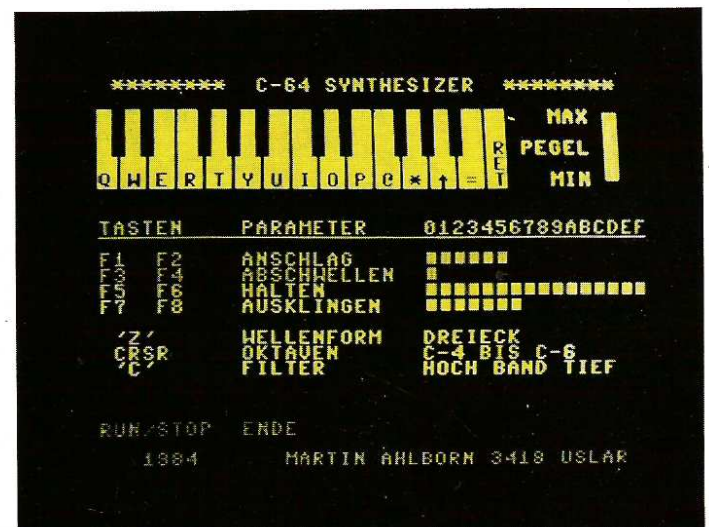 ******** C-64 SYNTHESIZER ********
MAX
PEGEL
MIN
Q W E R T Y U I O P @ * ↑ = RET
TASTEN PARAMETER 0123456789ABCDEF
F1 F2 ANSCHLAG
F3 F4 ABSCHWELLEN
F5 F6 HALTEN
F7 F8 AUSKLINGEN
'Z' WELLENFORM DREIECK
CRSR OKTAVEN C-4 BIS C-6
'C' FILTER HOCH BAND TIEF
RUN/STOP ENDE
1984 MARTIN AHLBORN 3418 USLAR